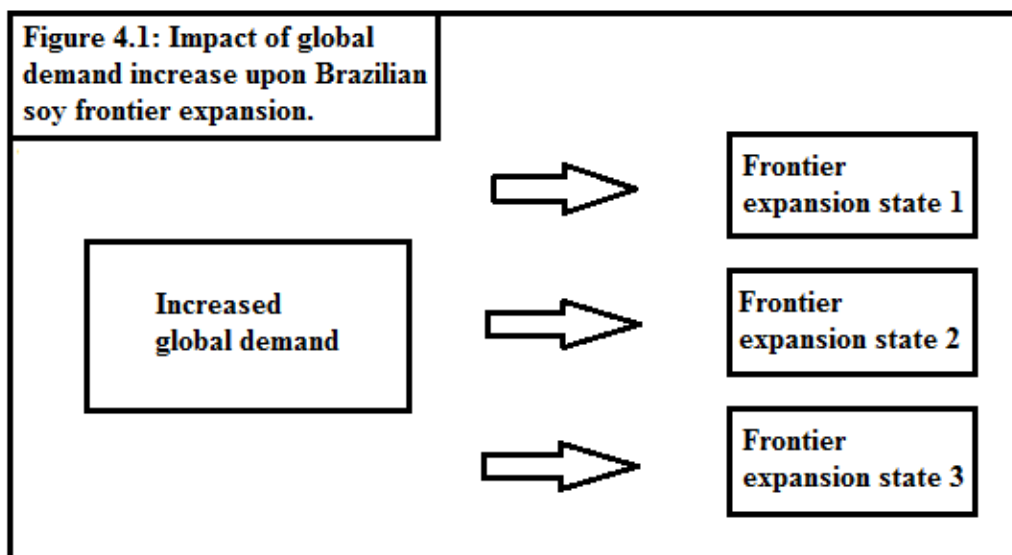 Figure 4.1: Impact of global
demand increase upon Brazilian
soy frontier expansion.
Increased
global demand
Frontier
expansion state 1
Frontier
expansion state 2
Frontier
expansion state 3